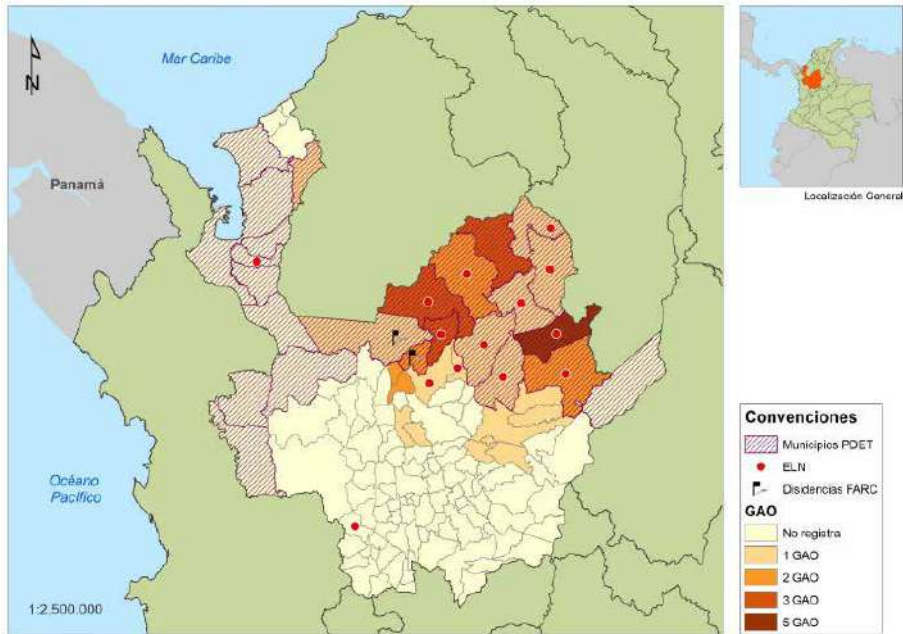 Mar Caribe
N
Panamá
Océano
Pacífico
1:2.500.000
Localización General
Convenciones
Municipios PDET
ELN
Disidencias FARC
GAO
No registra
1 GAO
2 GAO
3 GAO
5 GAO